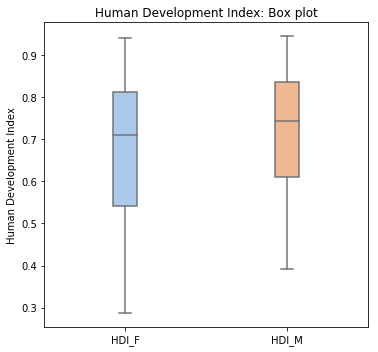 Human Development Index: Box plot
Human Development Index
0.9
0.8
0.7
0.6
0.5
0.4
0.3
HDI_F
HDI_M